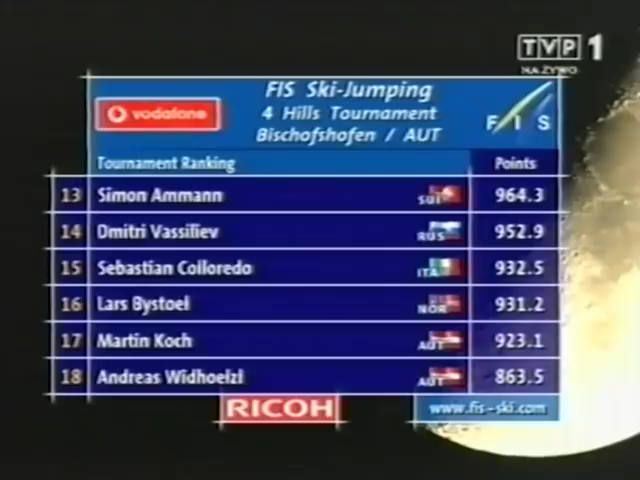 TVP 1
NA ŻYWO
FIS Ski-Jumping
vodafone
4 Hills Tournament
Bischofshofen / AUT
FIS
Tournament Ranking Points
13 Simon Ammann SUI 964.3
14 Dmitri Vassiliev RUS 952.9
15 Sebastian Colloredo ITA 932.5
16 Lars Bystoel NOR 931.2
17 Martin Koch AUT 923.1
18 Andreas Widhoelzl AUT 863.5
RICOH www.fis-ski.com